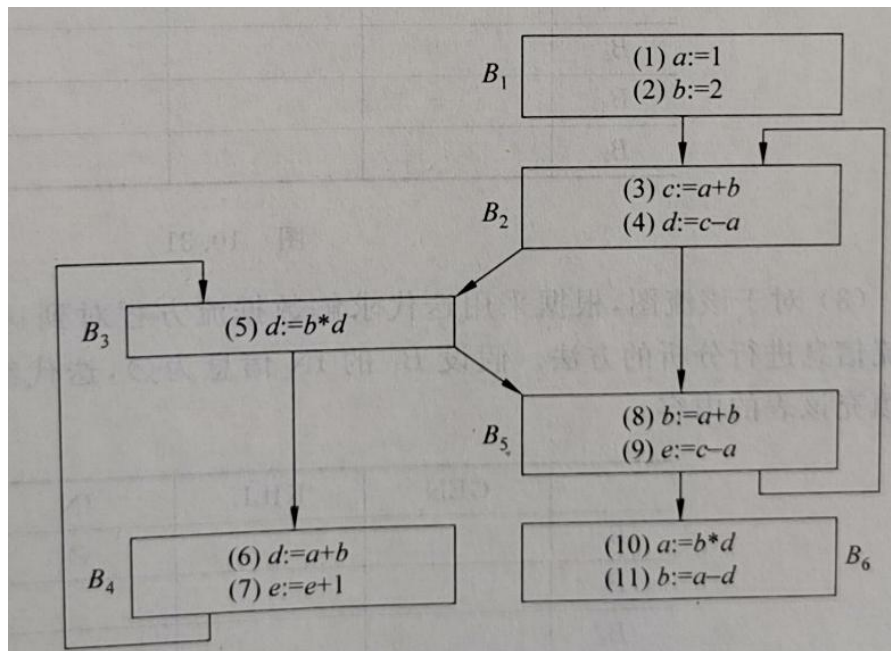 B₁
(1) a:=1
(2) b:=2
B₂
(3) c:=a+b
(4) d:=c−a
B₃
(5) d:=b*d
B₅
(8) b:=a+b
(9) e:=c−a
B₄
(6) d:=a+b
(7) e:=e+1
(10) a:=b*d
(11) b:=a−d
B₆